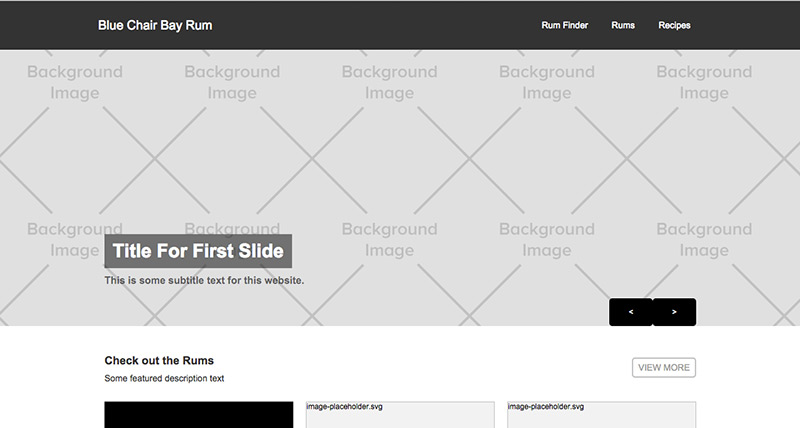 Blue Chair Bay Rum
Rum Finder Rums Recipes
Background Background Background Background Background
Image Image Image Image Image
Background Background Background Background Background
Image Image Image Image Image
Title For First Slide
This is some subtitle text for this website.
< >
Check out the Rums
VIEW MORE
Some featured description text
image-placeholder.svg image-placeholder.svg